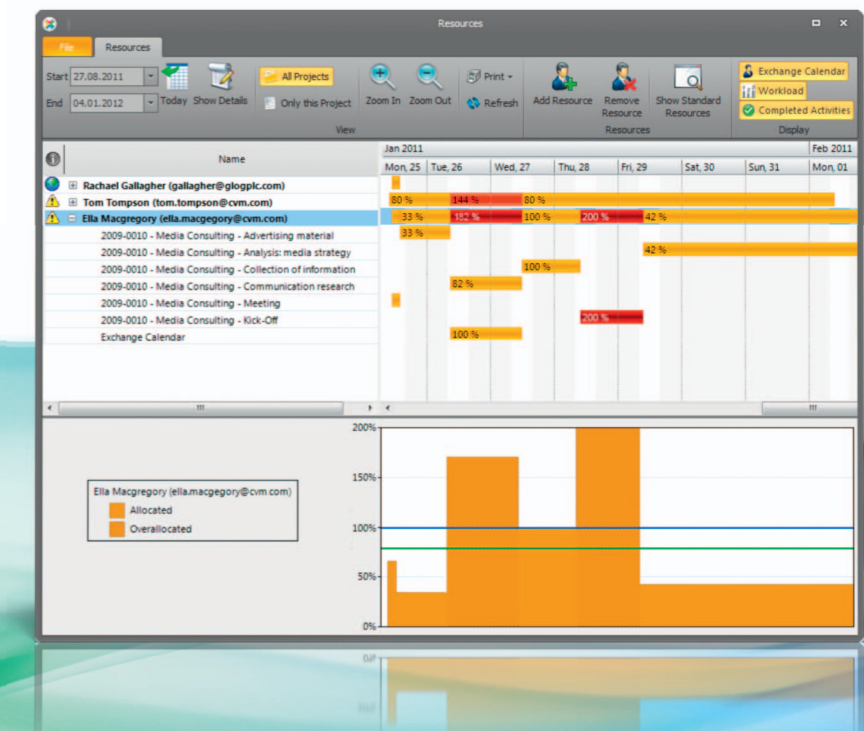 Resources
File Resources
Start 27.08.2011
End 04.01.2012
Today Show Details
All Projects
Only this Project
Zoom In Zoom Out
Print
Refresh
View
Add Resource
Remove Resource
Show Standard Resources
Resources
Exchange Calendar
Workload
Completed Activities
Display
Name
Jan 2011 Feb 2011
Mon, 25 Tue, 26 Wed, 27 Thu, 28 Fri, 29 Sat, 30 Sun, 31 Mon, 01
Rachael Gallagher (gallagher@glogplc.com)
Tom Tompson (tom.tompson@cvm.com) 80 % 144 % 80 %
Ella Macgregory (ella.macgegory@cvm.com) 33 % 182 % 100 % 200 % 42 %
2009-0010 - Media Consulting - Advertising material 33 %
2009-0010 - Media Consulting - Analysis: media strategy 42 %
2009-0010 - Media Consulting - Collection of information 100 %
2009-0010 - Media Consulting - Communication research 82 %
2009-0010 - Media Consulting - Meeting
2009-0010 - Media Consulting - Kick-Off 200 %
Exchange Calendar 100 %
200%
150%
100%
50%
0%
Ella Macgregory (ella.macgegory@cvm.com)
Allocated
Overallocated